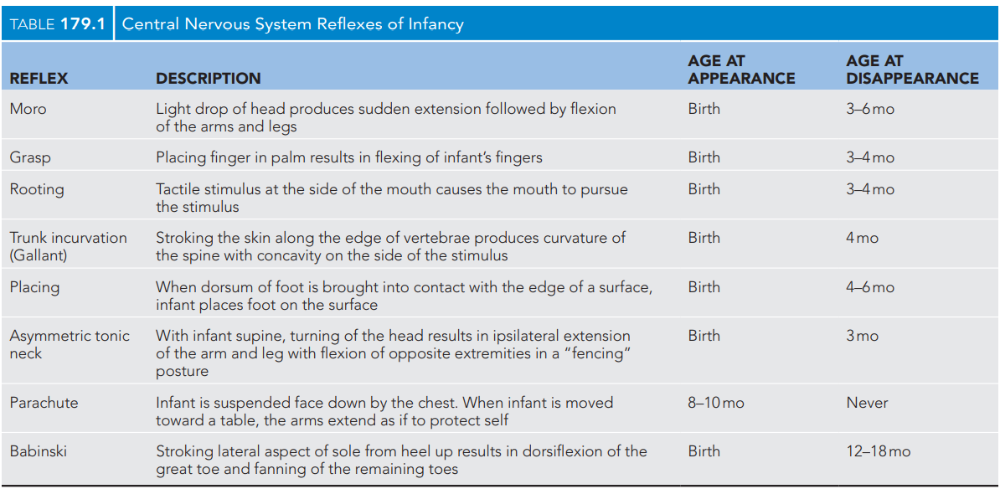 TABLE 179.1 Central Nervous System Reflexes of Infancy
REFLEX DESCRIPTION AGE AT APPEARANCE AGE AT DISAPPEARANCE
Moro Light drop of head produces sudden extension followed by flexion Birth 3–6 mo
of the arms and legs
Grasp Placing finger in palm results in flexing of infant’s fingers Birth 3–4 mo
Rooting Tactile stimulus at the side of the mouth causes the mouth to pursue Birth 3–4 mo
the stimulus
Trunk incurvation Stroking the skin along the edge of vertebrae produces curvature of Birth 4 mo
(Gallant) the spine with concavity on the side of the stimulus
Placing When dorsum of foot is brought into contact with the edge of a surface, Birth 4–6 mo
infant places foot on the surface
Asymmetric tonic With infant supine, turning of the head results in ipsilateral extension Birth 3 mo
neck of the arm and leg with flexion of opposite extremities in a “fencing”
posture
Parachute Infant is suspended face down by the chest. When infant is moved 8–10 mo Never
toward a table, the arms extend as if to protect self
Babinski Stroking lateral aspect of sole from heel up results in dorsiflexion of the Birth 12–18 mo
great toe and fanning of the remaining toes